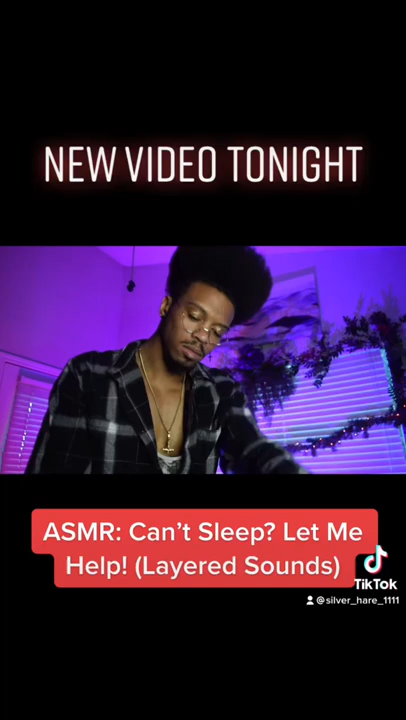 NEW VIDEO TONIGHT
ASMR: Can’t Sleep? Let Me
Help! (Layered Sounds)
TikTok
@silver_hare_1111